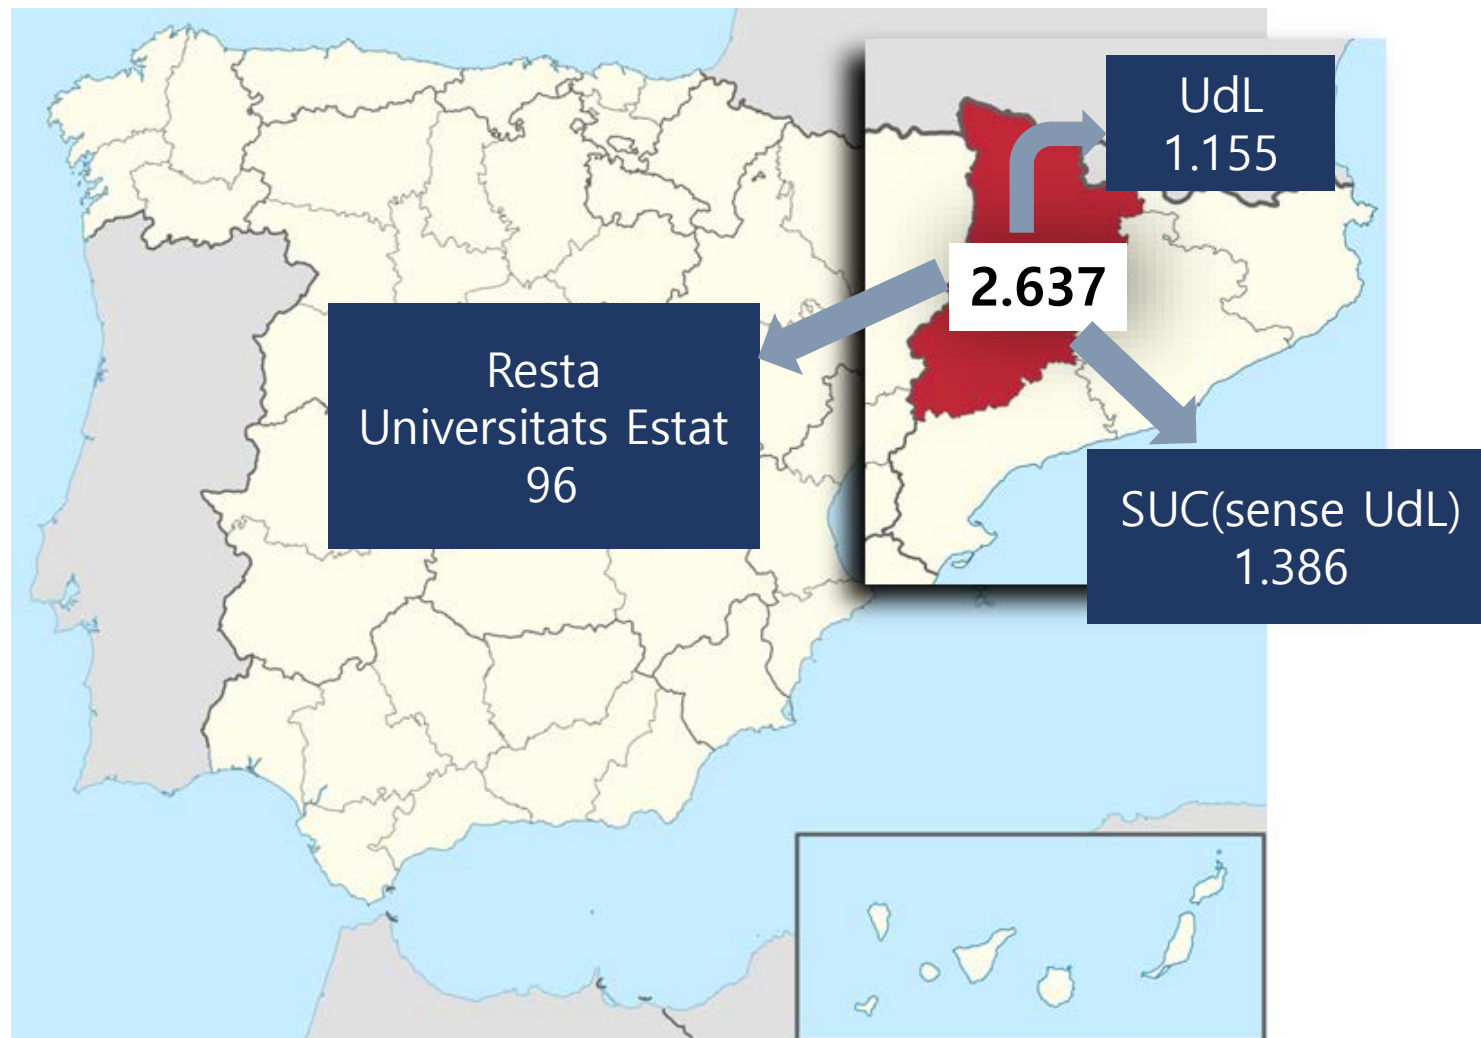 UdL
1.155
2.637
Resta
Universitats Estat
96
SUC(sense UdL)
1.386